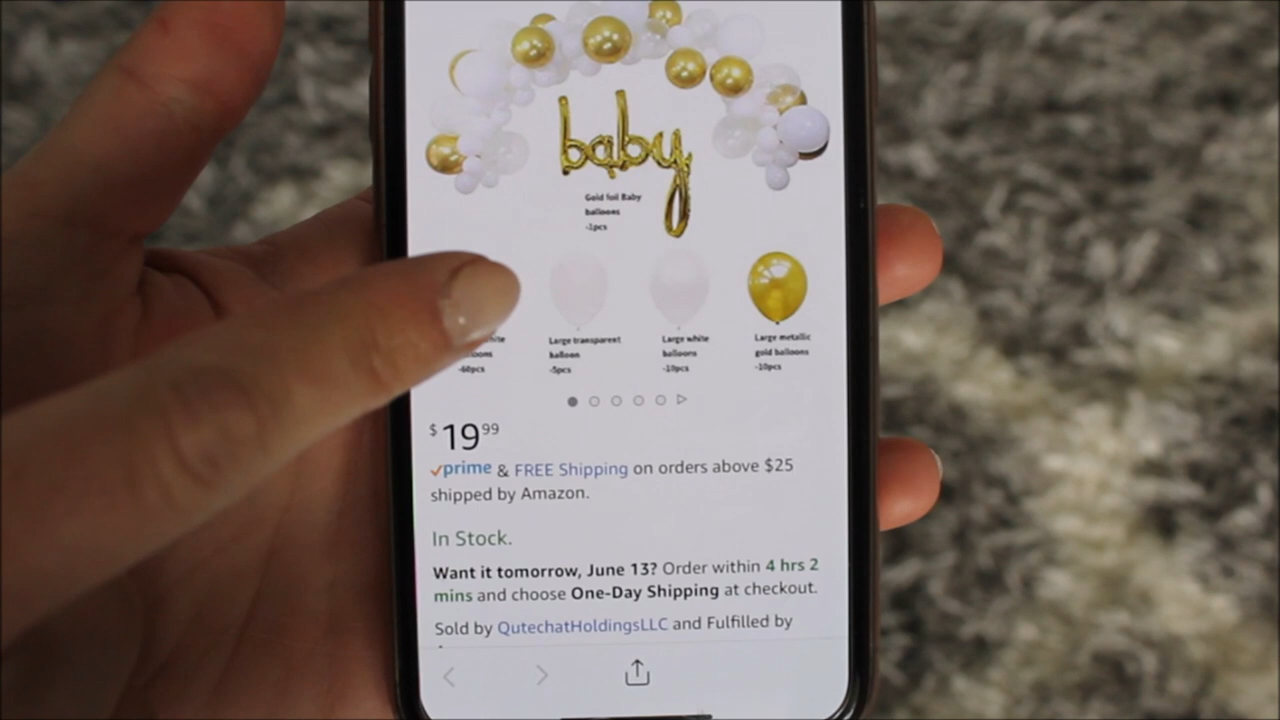 baby
Gold foil Baby
balloons
-1pcs
Large transparent
balloon
-5pcs
Large white
balloons
-10pcs
Large metallic
gold balloons
-10pcs
-60pcs
$19.99
prime & FREE Shipping on orders above $25
shipped by Amazon.
In Stock.
Want it tomorrow, June 13? Order within 4 hrs 2
mins and choose One-Day Shipping at checkout.
Sold by QutechatHoldingsLLC and Fulfilled by